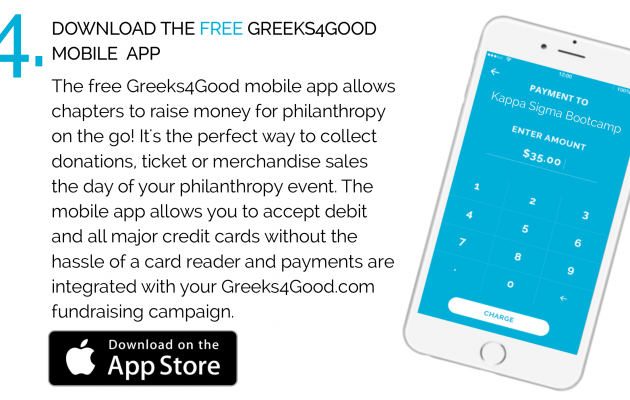 4.
DOWNLOAD THE FREE GREEKS4GOOD
MOBILE APP
The free Greeks4Good mobile app allows
chapters to raise money for philanthropy
on the go! It's the perfect way to collect
donations, ticket or merchandise sales
the day of your philanthropy event. The
mobile app allows you to accept debit
and all major credit cards without the
hassle of a card reader and payments are
integrated with your Greeks4Good.com
fundraising campaign.
Download on the
App Store
12:00
100%
PAYMENT TO
Kappa Sigma Bootcamp
ENTER AMOUNT
$35.00
1 2 3
4 5 6
7 8 9
. 0 ←
CHARGE